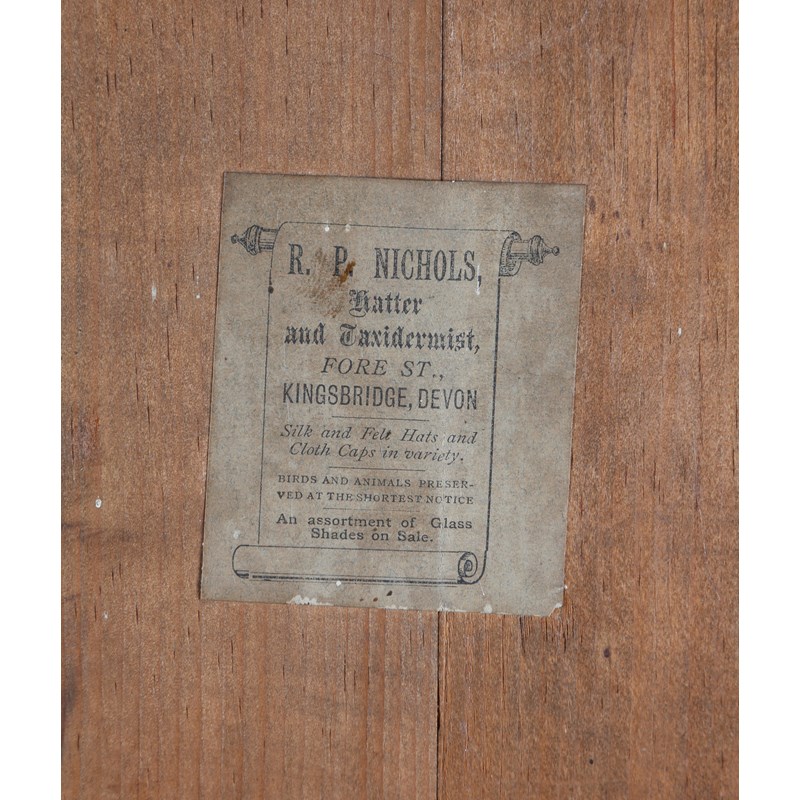 R. P. NICHOLS,
Hatter
and Taxidermist,
FORE ST.,
KINGSBRIDGE, DEVON
Silk and Felt Hats and
Cloth Caps in variety.
BIRDS AND ANIMALS PRESER-
VED AT THE SHORTEST NOTICE
An assortment of Glass
Shades on Sale.